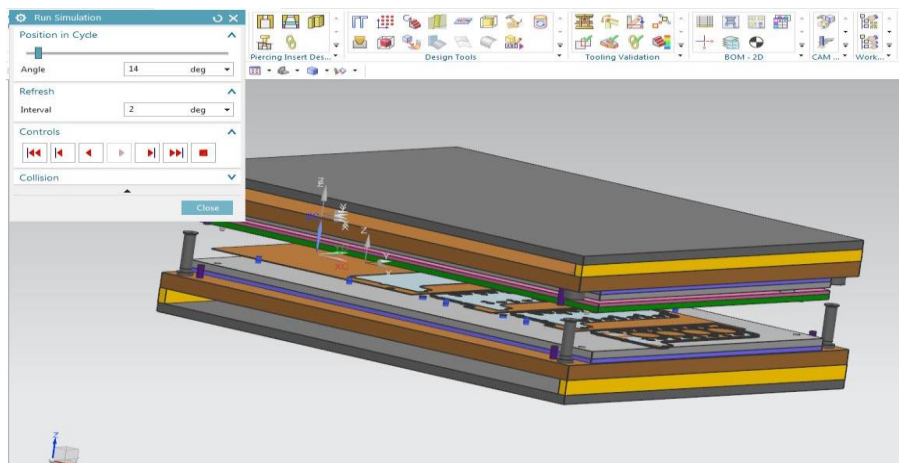 Run Simulation
Position in Cycle
Angle 14 deg
Refresh
Interval 2 deg
Controls
Collision
Close
Piercing Insert Des...
Design Tools
Tooling Validation
BOM - 2D
CAM ...
Work...
XC
Z
Y
Z